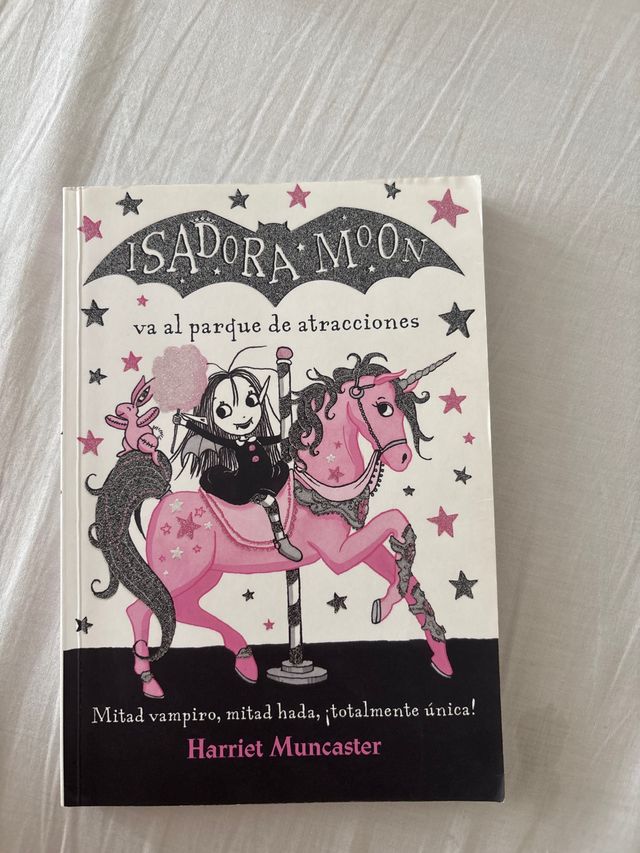 ISADORA MOON
va al parque de atracciones
Mitad vampiro, mitad hada, ¡totalmente única!
Harriet Muncaster